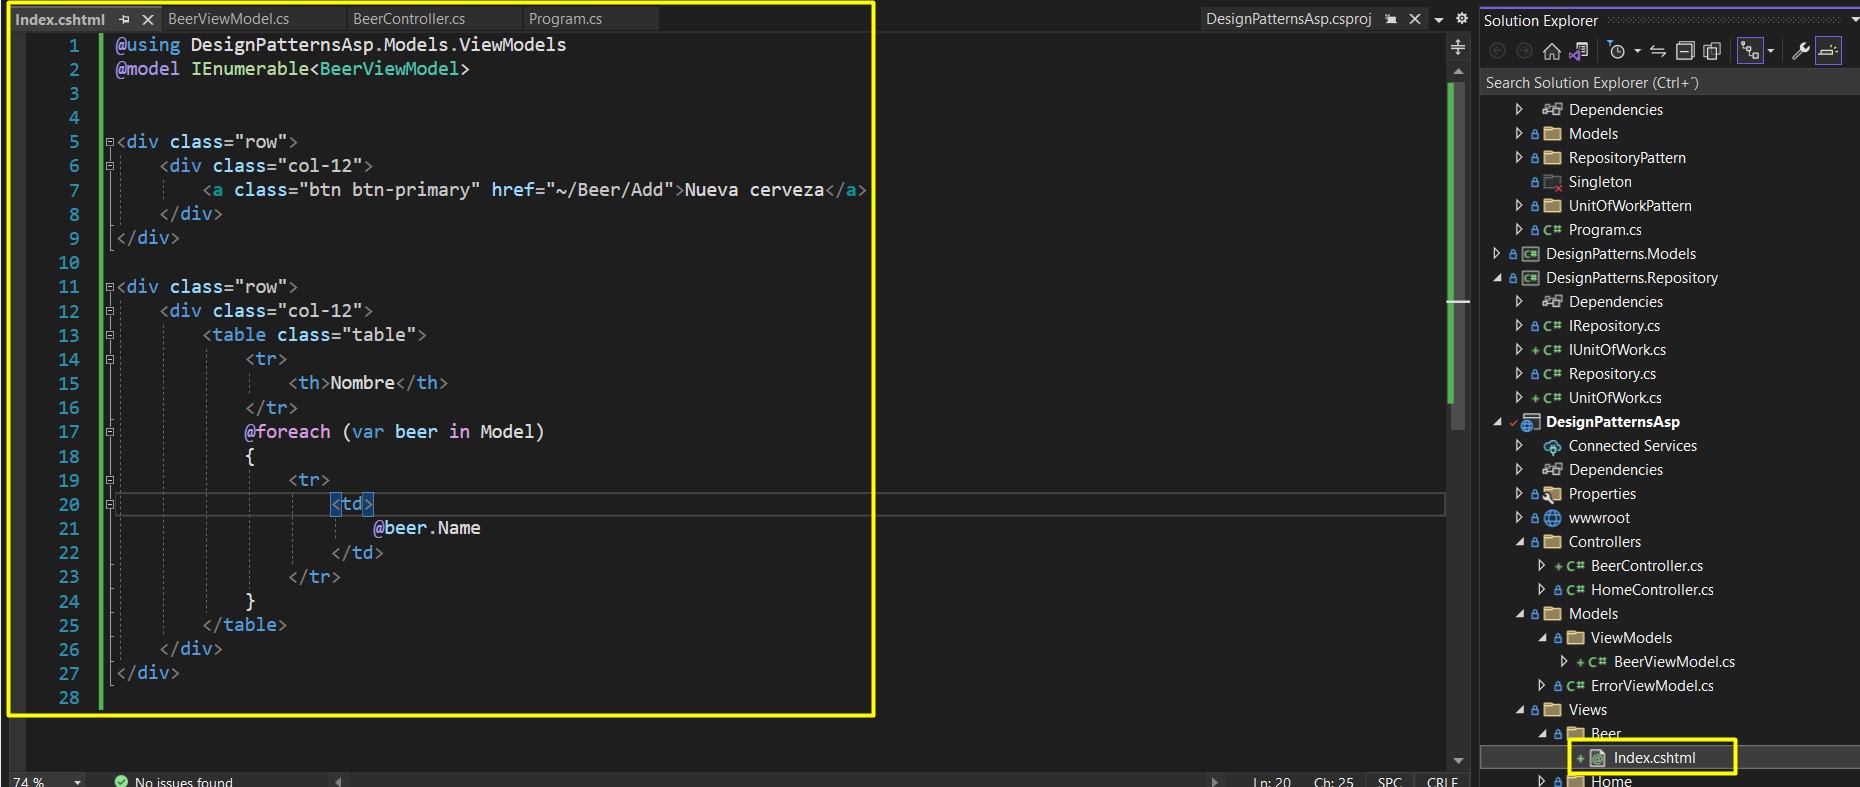 Index.cshtml BeerViewModel.cs BeerController.cs Program.cs DesignPatternsAsp.csproj
1 @using DesignPatternsAsp.Models.ViewModels
2 @model IEnumerable<BeerViewModel>
3
4
5 <div class="row">
6 <div class="col-12">
7 <a class="btn btn-primary" href="~/Beer/Add">Nueva cerveza</a>
8 </div>
9 </div>
10
11 <div class="row">
12 <div class="col-12">
13 <table class="table">
14 <tr>
15 <th>Nombre</th>
16 </tr>
17 @foreach (var beer in Model)
18 {
19 <tr>
20 <td>
21 @beer.Name
22 </td>
23 </tr>
24 }
25 </table>
26 </div>
27 </div>
28
74 % No issues found Ln: 20 Ch: 25 SPC CRLF
Solution Explorer
Search Solution Explorer (Ctrl+´)
Dependencies
Models
RepositoryPattern
Singleton
UnitOfWorkPattern
C# Program.cs
C# DesignPatterns.Models
C# DesignPatterns.Repository
Dependencies
C# IRepository.cs
+ C# IUnitOfWork.cs
C# Repository.cs
+ C# UnitOfWork.cs
DesignPatternsAsp
Connected Services
Dependencies
Properties
wwwroot
Controllers
+ C# BeerController.cs
C# HomeController.cs
Models
ViewModels
+ C# BeerViewModel.cs
C# ErrorViewModel.cs
Views
Beer
+ Index.cshtml
Home